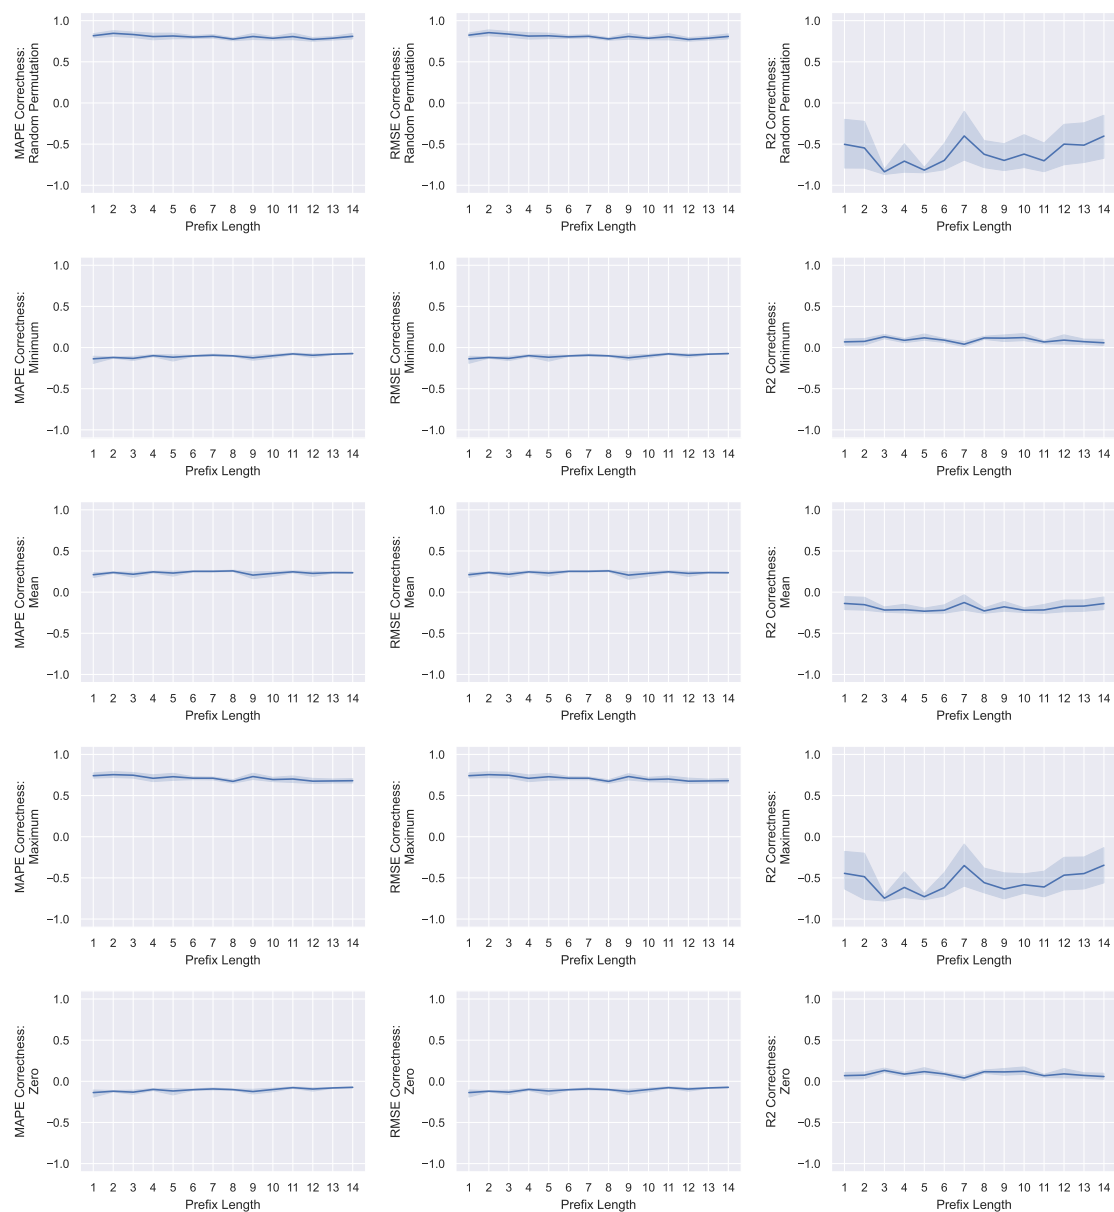 MAPE Correctness:
Random Permutation
1.0
0.5
0.0
−0.5
−1.0
1 2 3 4 5 6 7 8 9 10 11 12 13 14
Prefix Length
RMSE Correctness:
Random Permutation
1.0
0.5
0.0
−0.5
−1.0
1 2 3 4 5 6 7 8 9 10 11 12 13 14
Prefix Length
R2 Correctness:
Random Permutation
1.0
0.5
0.0
−0.5
−1.0
1 2 3 4 5 6 7 8 9 10 11 12 13 14
Prefix Length
MAPE Correctness:
Minimum
1.0
0.5
0.0
−0.5
−1.0
1 2 3 4 5 6 7 8 9 10 11 12 13 14
Prefix Length
RMSE Correctness:
Minimum
1.0
0.5
0.0
−0.5
−1.0
1 2 3 4 5 6 7 8 9 10 11 12 13 14
Prefix Length
R2 Correctness:
Minimum
1.0
0.5
0.0
−0.5
−1.0
1 2 3 4 5 6 7 8 9 10 11 12 13 14
Prefix Length
MAPE Correctness:
Mean
1.0
0.5
0.0
−0.5
−1.0
1 2 3 4 5 6 7 8 9 10 11 12 13 14
Prefix Length
RMSE Correctness:
Mean
1.0
0.5
0.0
−0.5
−1.0
1 2 3 4 5 6 7 8 9 10 11 12 13 14
Prefix Length
R2 Correctness:
Mean
1.0
0.5
0.0
−0.5
−1.0
1 2 3 4 5 6 7 8 9 10 11 12 13 14
Prefix Length
MAPE Correctness:
Maximum
1.0
0.5
0.0
−0.5
−1.0
1 2 3 4 5 6 7 8 9 10 11 12 13 14
Prefix Length
RMSE Correctness:
Maximum
1.0
0.5
0.0
−0.5
−1.0
1 2 3 4 5 6 7 8 9 10 11 12 13 14
Prefix Length
R2 Correctness:
Maximum
1.0
0.5
0.0
−0.5
−1.0
1 2 3 4 5 6 7 8 9 10 11 12 13 14
Prefix Length
MAPE Correctness:
Zero
1.0
0.5
0.0
−0.5
−1.0
1 2 3 4 5 6 7 8 9 10 11 12 13 14
Prefix Length
RMSE Correctness:
Zero
1.0
0.5
0.0
−0.5
−1.0
1 2 3 4 5 6 7 8 9 10 11 12 13 14
Prefix Length
R2 Correctness:
Zero
1.0
0.5
0.0
−0.5
−1.0
1 2 3 4 5 6 7 8 9 10 11 12 13 14
Prefix Length